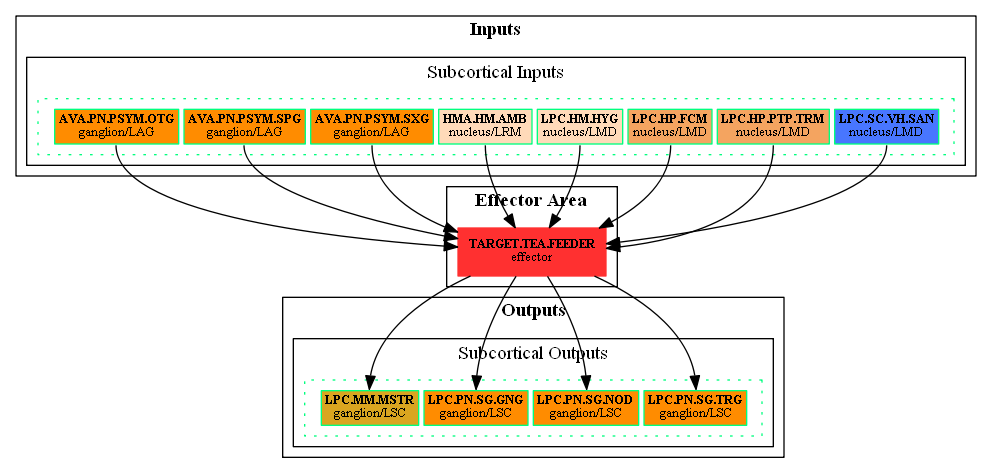 Inputs
Subcortical Inputs
AVA.PN.PSYM.OTG
ganglion/LAG
AVA.PN.PSYM.SPG
ganglion/LAG
AVA.PN.PSYM.SXG
ganglion/LAG
HMA.HM.AMB
nucleus/LRM
LPC.HM.HYG
nucleus/LMD
LPC.HP.FCM
nucleus/LMD
LPC.HP.PTP.TRM
nucleus/LMD
LPC.SC.VH.SAN
nucleus/LMD
Effector Area
TARGET.TEA.FEEDER
effector
Outputs
Subcortical Outputs
LPC.MM.MSTR
ganglion/LSC
LPC.PN.SG.GNG
ganglion/LSC
LPC.PN.SG.NOD
ganglion/LSC
LPC.PN.SG.TRG
ganglion/LSC